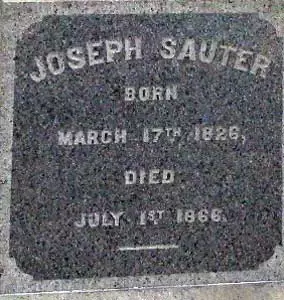 JOSEPH SAUTER
BORN
MARCH 17TH 1826,
DIED
JULY 1ST 1866.